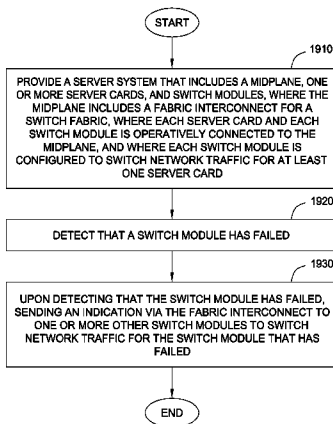 START
1910
PROVIDE A SERVER SYSTEM THAT INCLUDES A MIDPLANE, ONE
OR MORE SERVER CARDS, AND SWITCH MODULES, WHERE THE
MIDPLANE INCLUDES A FABRIC INTERCONNECT FOR A
SWITCH FABRIC, WHERE EACH SERVER CARD AND EACH
SWITCH MODULE IS OPERATIVELY CONNECTED TO THE
MIDPLANE, AND WHERE EACH SWITCH MODULE IS
CONFIGURED TO SWITCH NETWORK TRAFFIC FOR AT LEAST
ONE SERVER CARD
1920
DETECT THAT A SWITCH MODULE HAS FAILED
1930
UPON DETECTING THAT THE SWITCH MODULE HAS FAILED,
SENDING AN INDICATION VIA THE FABRIC INTERCONNECT TO
ONE OR MORE OTHER SWITCH MODULES TO SWITCH
NETWORK TRAFFIC FOR THE SWITCH MODULE THAT HAS
FAILED
END